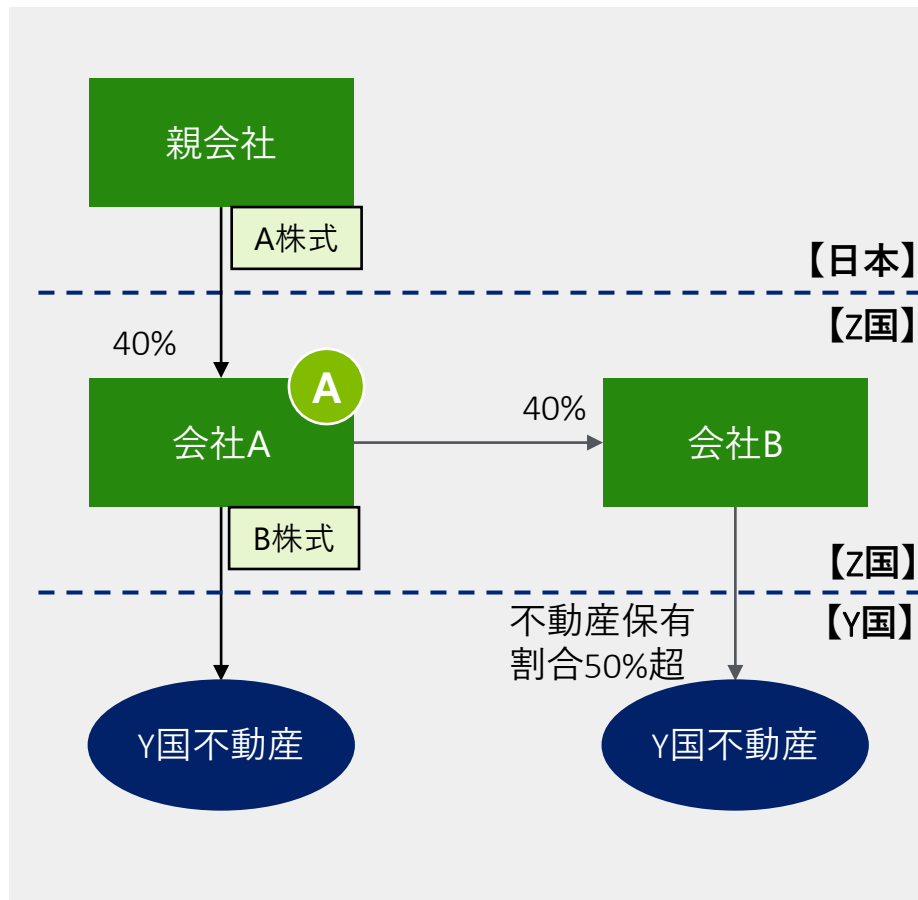 親会社
A株式
【日本】
【Z国】
40%
A
40%
会社A
会社B
B株式
【Z国】
不動産保有
割合50%超
【Y国】
Y国不動産
Y国不動産